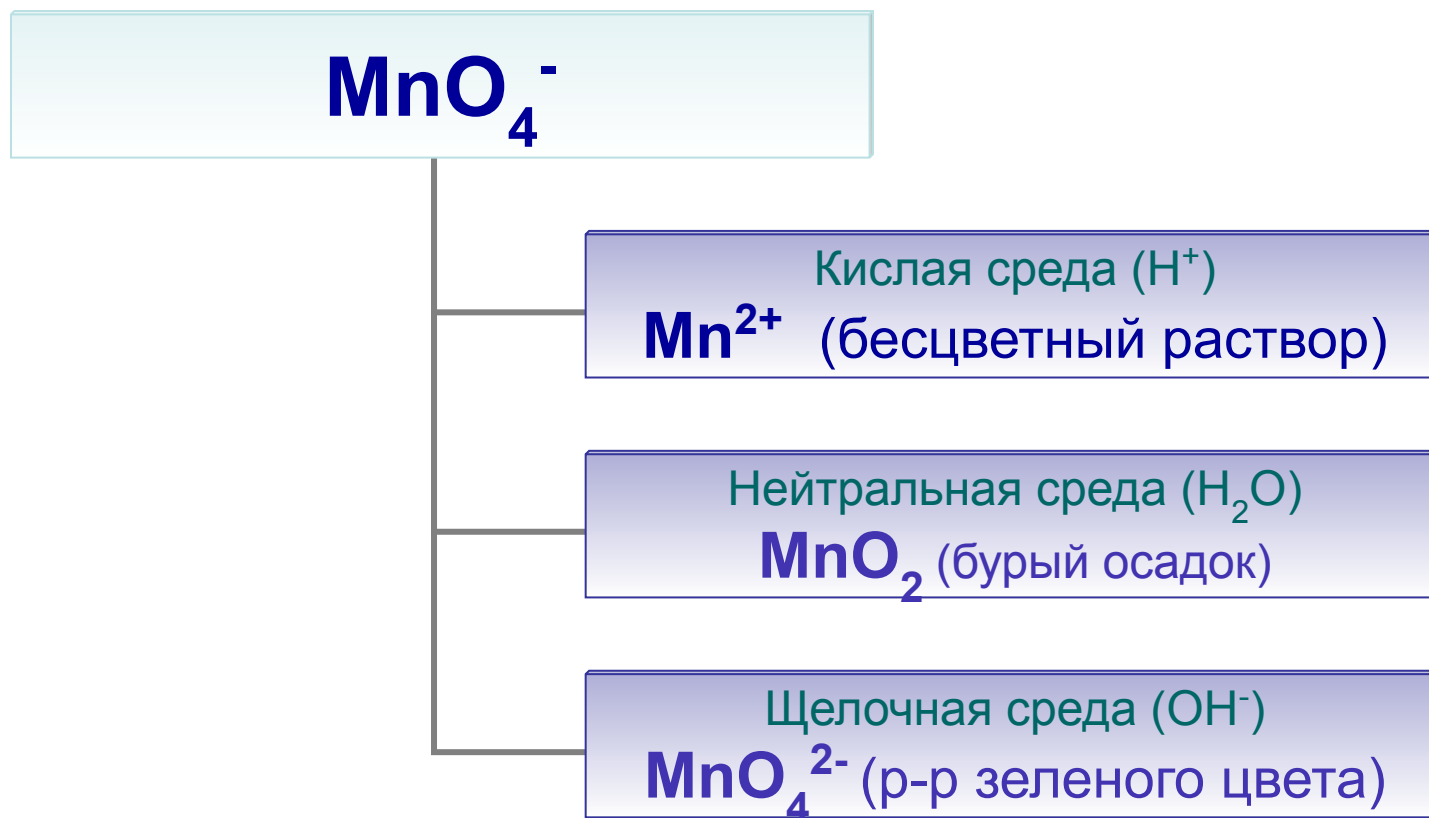 MnO₄⁻
Кислая среда (H⁺)
Mn²⁺ (бесцветный раствор)
Нейтральная среда (H₂O)
MnO₂ (бурый осадок)
Щелочная среда (OH⁻)
MnO₄²⁻ (р-р зеленого цвета)